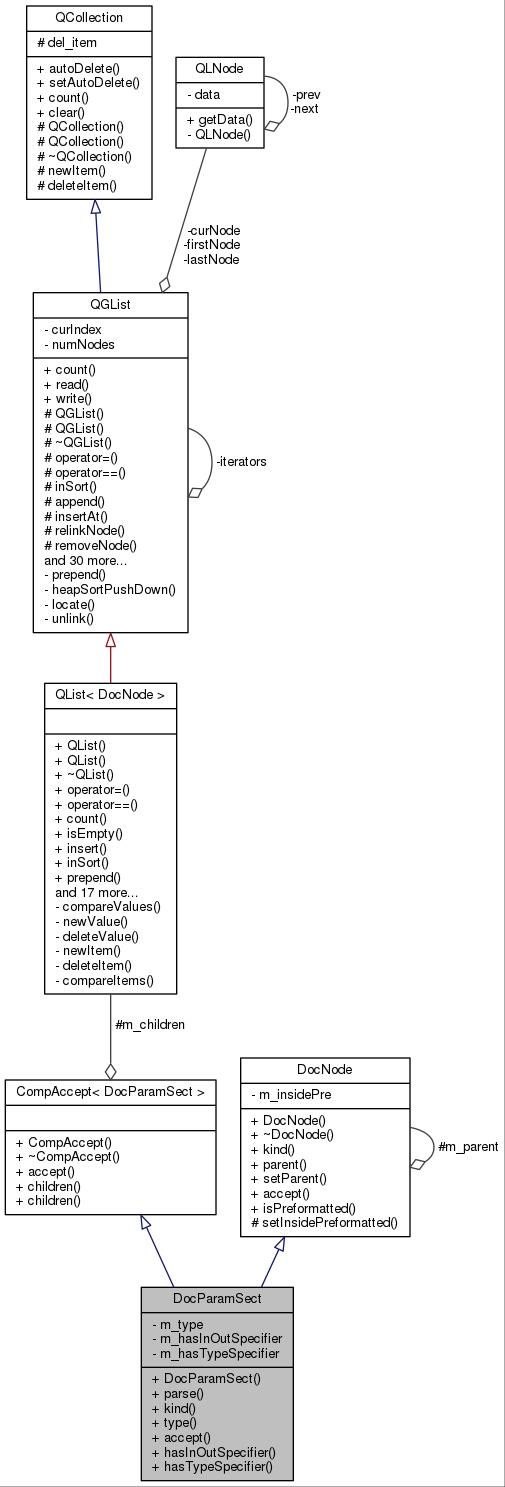 QCollection
# del_item
+ autoDelete()
+ setAutoDelete()
+ count()
+ clear()
# QCollection()
# QCollection()
# ~QCollection()
# newItem()
# deleteItem()
QLNode
- data
+ getData()
- QLNode()
-prev
-next
-curNode
-firstNode
-lastNode
QGList
- curIndex
- numNodes
+ count()
+ read()
+ write()
# QGList()
# QGList()
# ~QGList()
# operator=()
# operator==()
# inSort()
# append()
# insertAt()
# relinkNode()
# removeNode()
and 30 more...
- prepend()
- heapSortPushDown()
- locate()
- unlink()
-iterators
QList< DocNode >
+ QList()
+ QList()
+ ~QList()
+ operator=()
+ operator==()
+ count()
+ isEmpty()
+ insert()
+ inSort()
+ prepend()
and 17 more...
- compareValues()
- newValue()
- deleteValue()
- newItem()
- deleteItem()
- compareItems()
#m_children
CompAccept< DocParamSect >
+ CompAccept()
+ ~CompAccept()
+ accept()
+ children()
+ children()
DocNode
- m_insidePre
+ DocNode()
+ ~DocNode()
+ kind()
+ parent()
+ setParent()
+ accept()
+ isPreformatted()
# setInsidePreformatted()
#m_parent
DocParamSect
- m_type
- m_hasInOutSpecifier
- m_hasTypeSpecifier
+ DocParamSect()
+ parse()
+ kind()
+ type()
+ accept()
+ hasInOutSpecifier()
+ hasTypeSpecifier()